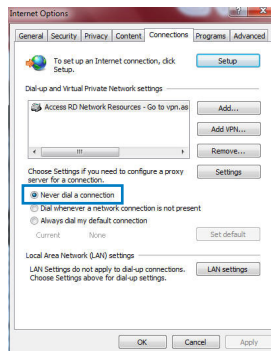 Internet Options
General Security Privacy Content Connections Programs Advanced
To set up an Internet connection, click
Setup.
Setup
Dial-up and Virtual Private Network settings
Access RD Network Resources - Go to vpn.as
Add...
Add VPN...
Remove...
Choose Settings if you need to configure a proxy
server for a connection.
Settings
Never dial a connection
Dial whenever a network connection is not present
Always dial my default connection
Current None
Set default
Local Area Network (LAN) settings
LAN Settings do not apply to dial-up connections.
Choose Settings above for dial-up settings.
LAN settings
OK Cancel Apply